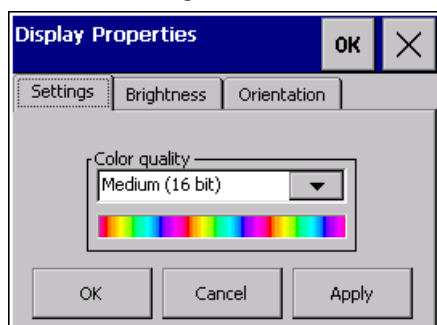 Display Properties OK
Settings Brightness Orientation
Color quality
Medium (16 bit)
OK Cancel Apply